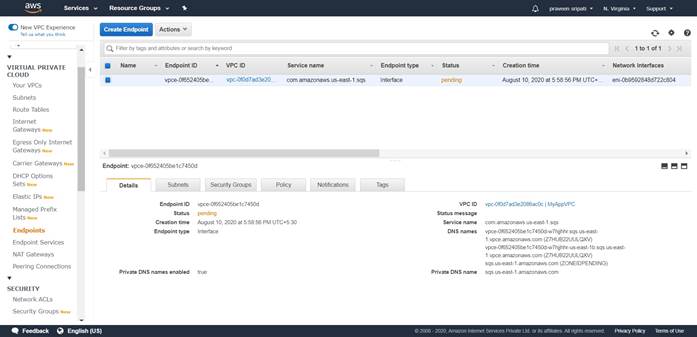 aws
Services
Resource Groups
praveen sripati
N. Virginia
Support
New VPC Experience
Tell us what you think
VIRTUAL PRIVATE
CLOUD
Your VPCs
Subnets
Route Tables
Internet
Gateways New
Egress Only Internet
Gateways New
Carrier Gateways New
DHCP Options
Sets New
Elastic IPs New
Managed Prefix
Lists New
Endpoints
Endpoint Services
NAT Gateways
Peering Connections
SECURITY
Network ACLs
Security Groups New
Create Endpoint
Actions
Filter by tags and attributes or search by keyword
1 to 1 of 1
Name
Endpoint ID
VPC ID
Service name
Endpoint type
Status
Creation time
Network Interfaces
vpce-0f652405be...
vpc-0f0d7ad3e20...
com.amazonaws.us-east-1.sqs
Interface
pending
August 10, 2020 at 5:58:56 PM UTC+...
eni-0b9592848d722c804
Endpoint: vpce-0f652405be1c7450d
Details
Subnets
Security Groups
Policy
Notifications
Tags
Endpoint ID
vpce-0f652405be1c7450d
Status
pending
Creation time
August 10, 2020 at 5:58:56 PM UTC+5:30
Endpoint type
Interface
Private DNS names enabled
true
VPC ID
vpc-0f0d7ad3e2086ac0c | MyAppVPC
Status message
Service name
com.amazonaws.us-east-1.sqs
DNS names
vpce-0f652405be1c7450d-w7hjjhhr.sqs.us-east-
1.vpce.amazonaws.com (Z7HUB22UULQXV)
vpce-0f652405be1c7450d-w7hjjhhr-us-east-1b.sqs.us-east-
1.vpce.amazonaws.com (Z7HUB22UULQXV)
sqs.us-east-1.amazonaws.com (ZONEIDPENDING)
Private DNS name
sqs.us-east-1.amazonaws.com
Feedback
English (US)
© 2008 - 2020, Amazon Internet Services Private Ltd. or its affiliates. All rights reserved.
Privacy Policy
Terms of Use